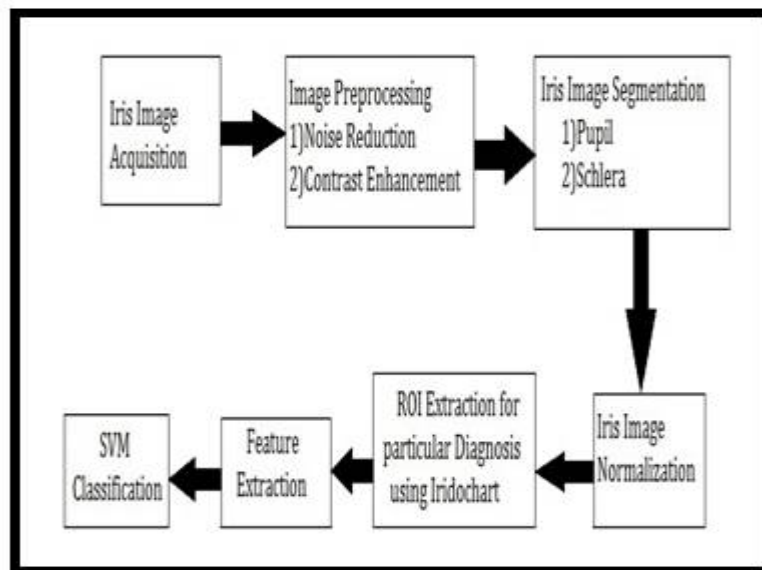 Iris Image
Acquisition
Image Preprocessing
1)Noise Reduction
2)Contrast Enhancement
Iris Image Segmentation
1)Pupil
2)Schlera
Iris Image
Normalization
ROI Extraction for
particular Diagnosis
using Iridochart
Feature
Extraction
SVM
Classification